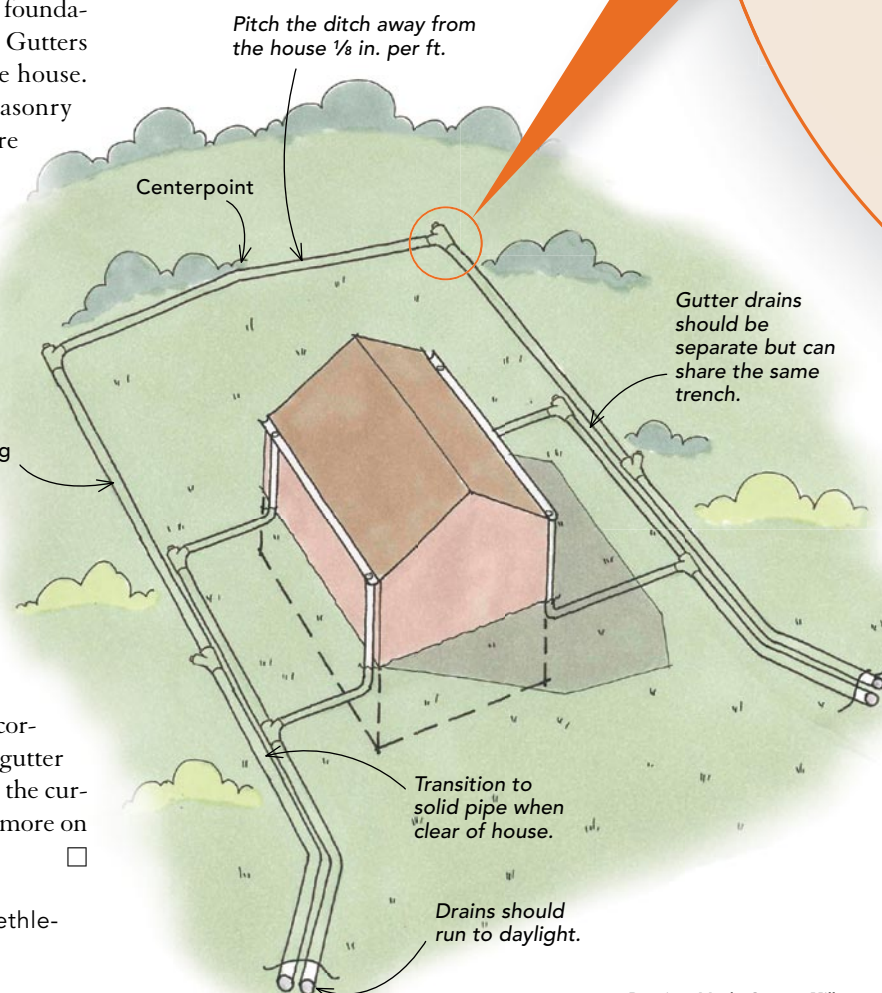 founda-
Gutters
e house.
asonry
re
Pitch the ditch away from
the house ⅛ in. per ft.
Centerpoint
Gutter drains
should be
separate but can
share the same
trench.
g
Transition to
solid pipe when
clear of house.
Drains should
run to daylight.
cor-
gutter
the cur-
more on
ethle-